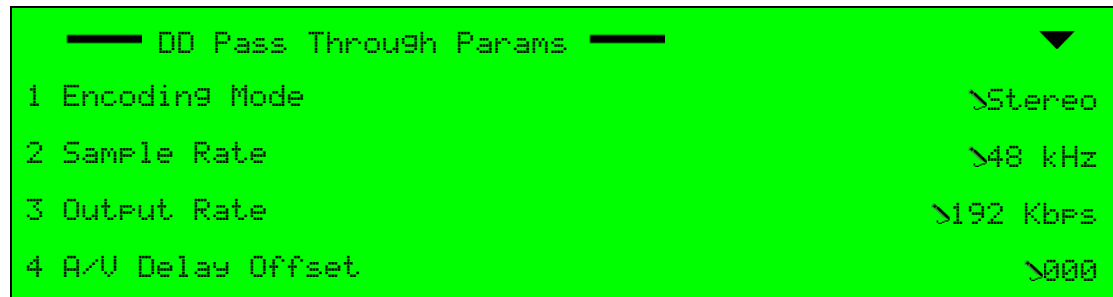 DD Pass Through Params
1 Encoding Mode Stereo
2 Sample Rate 48 kHz
3 Output Rate 192 Kbps
4 A/V Delay Offset 000